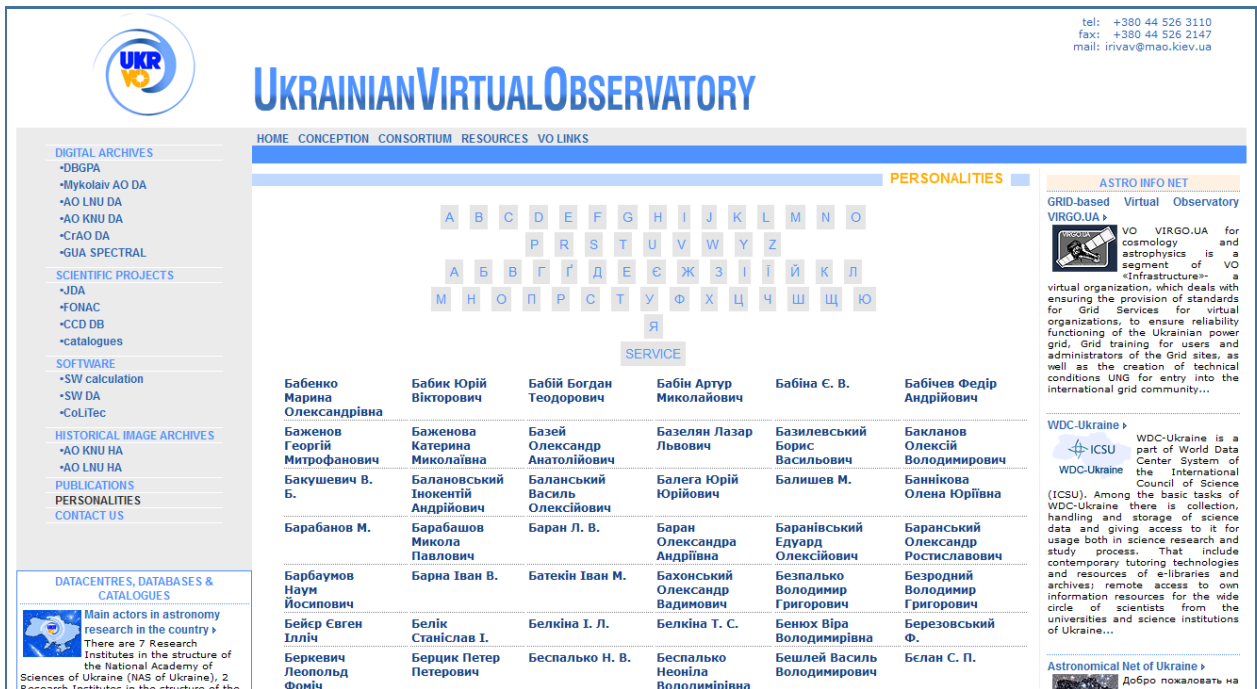 tel: +380 44 526 3110
fax: +380 44 526 2147
mail: irivav@mao.kiev.ua
UKR
VO
UKRAINIANVIRTUALOBSERVATORY
HOME CONCEPTION CONSORTIUM RESOURCES VO LINKS
DIGITAL ARCHIVES
•DBGPA
•Mykolaiv AO DA
•AO LNU DA
•AO KNU DA
•CrAO DA
•GUA SPECTRAL
SCIENTIFIC PROJECTS
•JDA
•FONAC
•CCD DB
•catalogues
SOFTWARE
•SW calculation
•SW DA
•CoLiTec
HISTORICAL IMAGE ARCHIVES
•AO KNU HA
•AO LNU HA
PUBLICATIONS
PERSONALITIES
CONTACT US
DATACENTRES, DATABASES &
CATALOGUES
Main actors in astronomy
research in the country
There are 7 Research
Institutes in the structure of
the National Academy of
Sciences of Ukraine (NAS of Ukraine), 2
Research Institutes in the structure of the
PERSONALITIES
A B C D E F G H I J K L M N O
P R S T U V W Y Z
А Б В Г Ґ Д Е Є Ж З І Ї Й К Л
М Н О П Р С Т У Ф Х Ц Ч Ш Щ Ю
Я
SERVICE
Бабенко Бабик Юрій Бабій Богдан Бабін Артур Бабіна Є. В. Бабічев Федір
Марина Вікторович Теодорович Миколайович Андрійович
Олександрівна
Баженов Баженова Базей Базелян Лазар Базилевський Бакланов
Георгій Катерина Олександр Львович Борис Олексій
Митрофанович Миколаївна Анатолійович Васильович Володимирович
Бакушевич В. Балановський Баланський Балега Юрій Балишев М. Баннікова
Б. Інокентій Василь Юрійович Олена Юріївна
Андрійович Олексійович
Барабанов М. Барабашов Баран Л. В. Баран Баранівський Баранський
Микола Олександра Едуард Олександр
Павлович Андріївна Олексійович Ростиславович
Барбаумов Барна Іван В. Батекін Іван М. Бахонський Безпалько Безродний
Наум Олександр Володимир Володимир
Йосипович Вадимович Григорович Григорович
Бейєр Євген Белік Белкіна І. Л. Белкіна Т. С. Бенюх Віра Березовський
Ілліч Станіслав І. Володимирівна Ф.
Беркевич Берцик Петер Беспалько Н. В. Беспалько Бешлей Василь Бєлан С. П.
Леопольд Петерович Неоніла Володимирович
Фоміч Володимірівна
ASTRO INFO NET
GRID-based Virtual Observatory
VIRGO.UA
VIRGO.UA
VO VIRGO.UA for
cosmology and
astrophysics is a
segment of VO
«Infrastructure»- a
virtual organization, which deals with
ensuring the provision of standards
for Grid Services for virtual
organizations, to ensure reliability
functioning of the Ukrainian power
grid, Grid training for users and
administrators of the Grid sites, as
well as the creation of technical
conditions UNG for entry into the
international grid community...
WDC-Ukraine
ICSU
WDC-Ukraine
WDC-Ukraine is a
part of World Data
Center System of
the International
Council of Science
(ICSU). Among the basic tasks of
WDC-Ukraine there is collection,
handling and storage of science
data and giving access to it for
usage both in science research and
study process. That include
contemporary tutoring technologies
and resources of e-libraries and
archives; remote access to own
information resources for the wide
circle of scientists from the
universities and science institutions
of Ukraine...
Astronomical Net of Ukraine
Добро пожаловать на